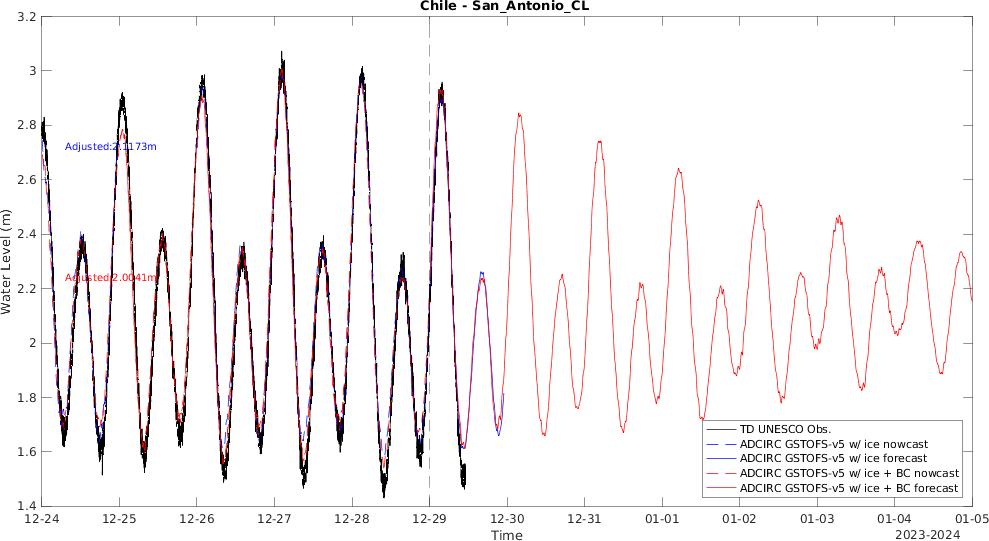 Chile - San_Antonio_CL
3.2
3
2.8
2.6
2.4
2.2
2
1.8
1.6
1.4
Water Level (m)
Adjusted:2.1173m
Adjusted:2.0041m
TD UNESCO Obs.
ADCIRC GSTOFS-v5 w/ ice nowcast
ADCIRC GSTOFS-v5 w/ ice forecast
ADCIRC GSTOFS-v5 w/ ice + BC nowcast
ADCIRC GSTOFS-v5 w/ ice + BC forecast
12-24 12-25 12-26 12-27 12-28 12-29 12-30 12-31 01-01 01-02 01-03 01-04 01-05
Time
2023-2024